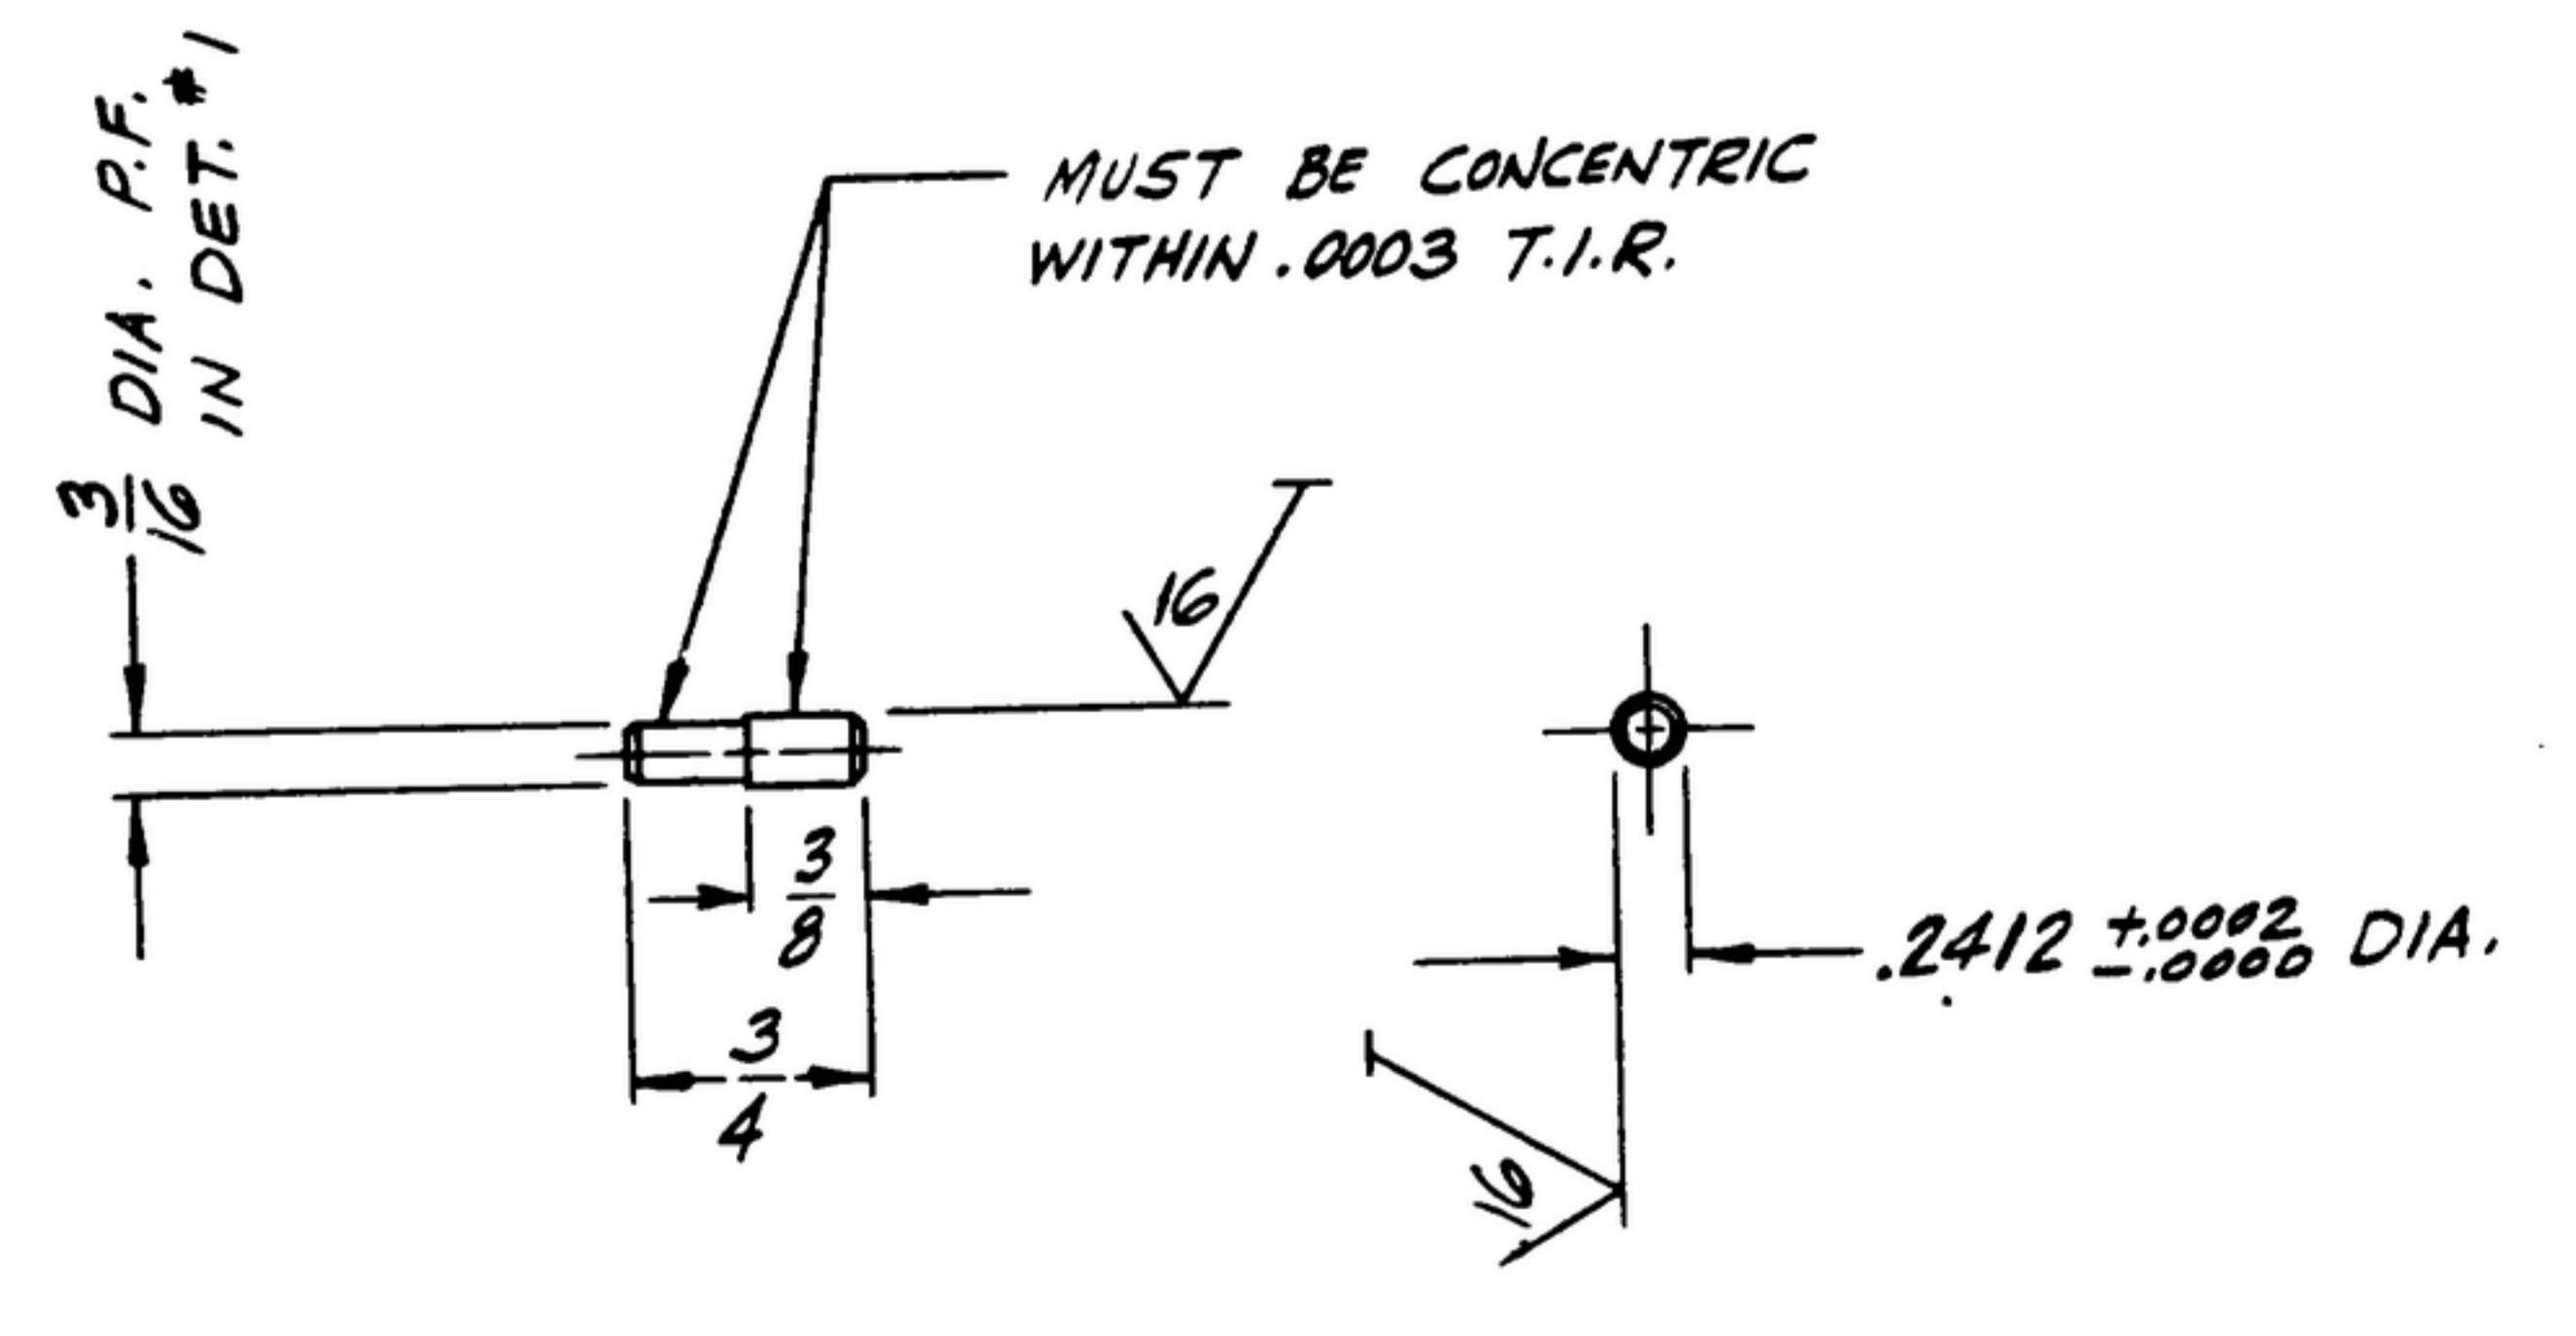 3/16 DIA. P.F.
IN DET. #1
MUST BE CONCENTRIC
WITHIN .0003 T.I.R.
16
3/8
3/4
.2412 +.0002 -.0000 DIA.
16